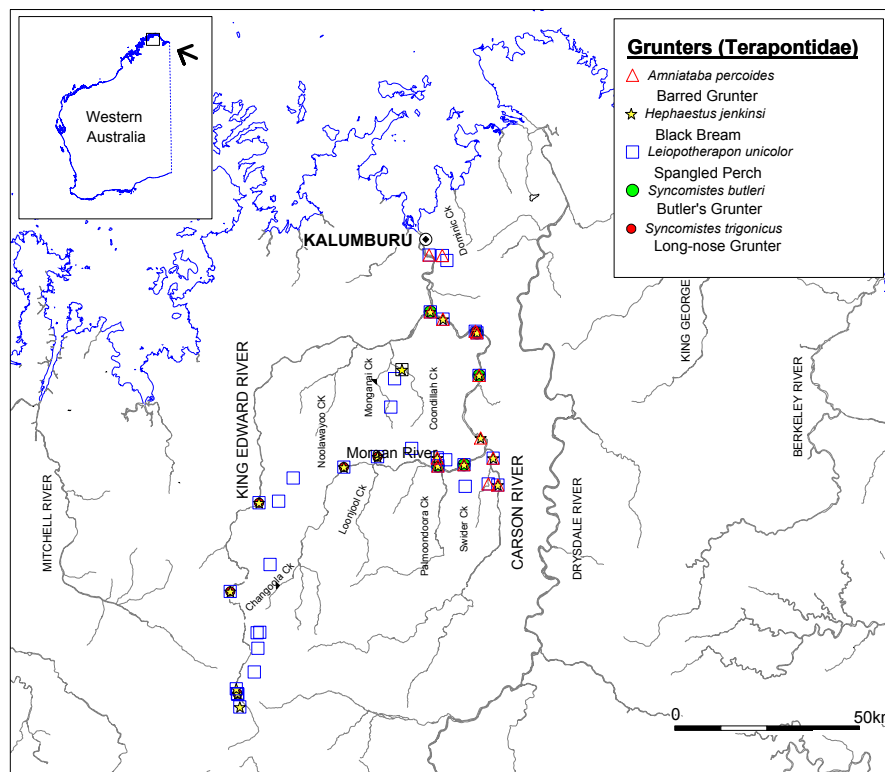 Western
Australia
Grunters (Terapontidae)
Amniataba percoides
Barred Grunter
Hephaestus jenkinsi
Black Bream
Leiopotherapon unicolor
Spangled Perch
Syncomistes butleri
Butler's Grunter
Syncomistes trigonicus
Long-nose Grunter
KALUMBURU
Dominic Ck
KING GEORGE
KING EDWARD RIVER
Monganai Ck
Coondillah Ck
Noolawayoo CK
BERKELEY RIVER
Morgan River
MITCHELL RIVER
Loonjool Ck
Palmoondoora Ck
Swider Ck
CARSON RIVER
DRYSDALE RIVER
Changogla Ck
0
50km